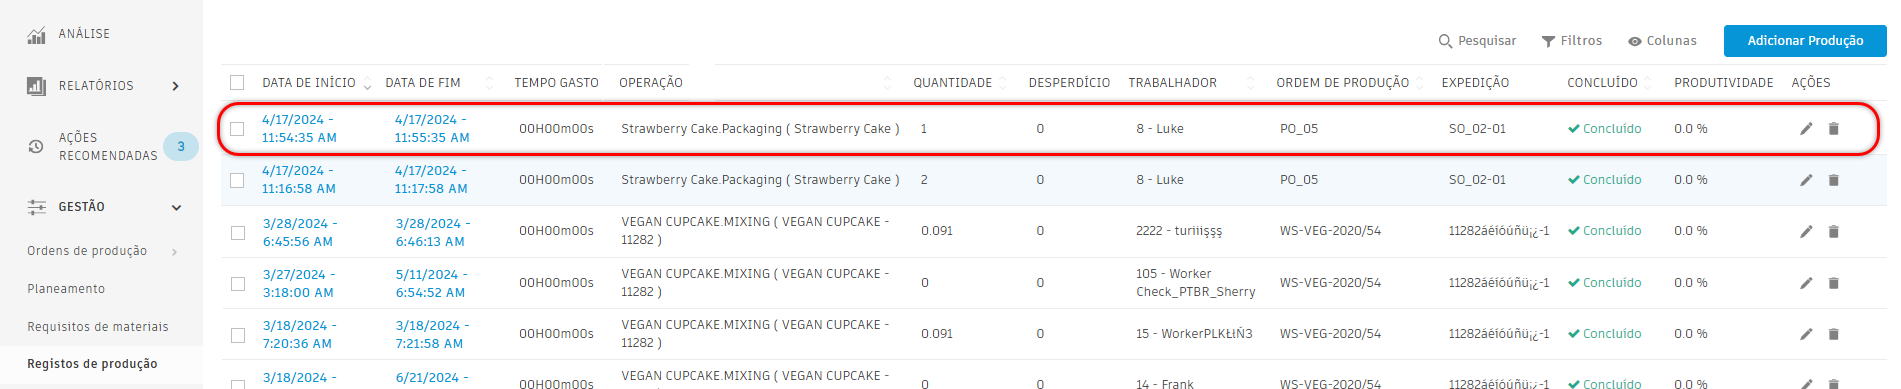 ANÁLISE
RELATÓRIOS
AÇÕES
RECOMENDADAS
3
GESTÃO
Ordens de produção
Planeamento
Requisitos de materiais
Registos de produção
Pesquisar Filtros Colunas Adicionar Produção
DATA DE INÍCIO DATA DE FIM TEMPO GASTO OPERAÇÃO QUANTIDADE DESPERDÍCIO TRABALHADOR ORDEM DE PRODUÇÃO EXPEDIÇÃO CONCLUÍDO PRODUTIVIDADE AÇÕES
4/17/2024 - 4/17/2024 -
11:54:35 AM 11:55:35 AM 00H00m00s Strawberry Cake.Packaging ( Strawberry Cake ) 1 0 8 - Luke PO_05 SO_02-01 Concluído 0.0 %
4/17/2024 - 4/17/2024 -
11:16:58 AM 11:17:58 AM 00H00m00s Strawberry Cake.Packaging ( Strawberry Cake ) 2 0 8 - Luke PO_05 SO_02-01 Concluído 0.0 %
3/28/2024 - 3/28/2024 - VEGAN CUPCAKE.MIXING ( VEGAN CUPCAKE -
6:45:56 AM 6:46:13 AM 00H00m00s 11282 ) 0.091 0 2222 - turiiişşş WS-VEG-2020/54 11282áéíóúñü¡¿-1 Concluído 0.0 %
3/27/2024 - 5/11/2024 - VEGAN CUPCAKE.MIXING ( VEGAN CUPCAKE - 105 - Worker
3:18:00 AM 6:54:52 AM 00H00m00s 11282 ) 0 0 Check_PTBR_Sherry WS-VEG-2020/54 11282áéíóúñü¡¿-1 Concluído 0.0 %
3/18/2024 - 3/18/2024 - VEGAN CUPCAKE.MIXING ( VEGAN CUPCAKE -
7:20:36 AM 7:21:58 AM 00H00m00s 11282 ) 0.091 0 15 - WorkerPLKŁłÑ3 WS-VEG-2020/54 11282áéíóúñü¡¿-1 Concluído 0.0 %
3/18/2024 - 6/21/2024 - VEGAN CUPCAKE.MIXING ( VEGAN CUPCAKE -
00H00m00s 0 0 14 - Frank WS-VEG-2020/54 11282áéíóúñü¡¿-1 Concluído 0.0 %